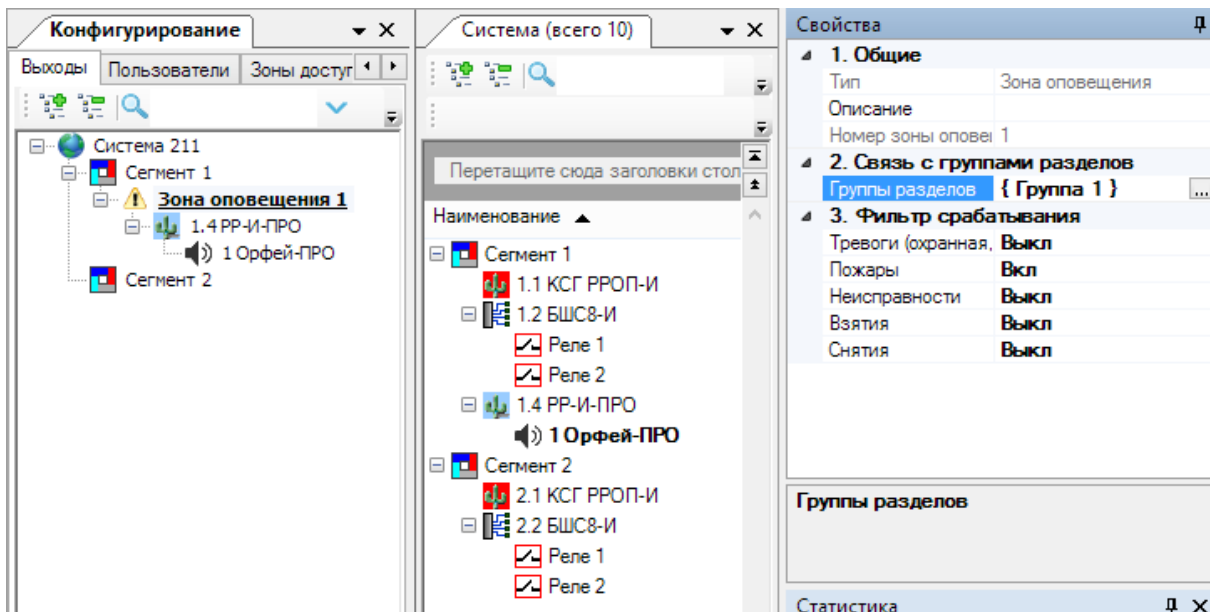 Конфигурирование
Выходы Пользователи Зоны доступ
Система 211
Сегмент 1
Зона оповещения 1
1.4 РР-И-ПРО
1 Орфей-ПРО
Сегмент 2
Система (всего 10)
Перетащите сюда заголовки стол
Наименование
Сегмент 1
1.1 КСГ РРОП-И
1.2 БШС8-И
Реле 1
Реле 2
1.4 РР-И-ПРО
1 Орфей-ПРО
Сегмент 2
2.1 КСГ РРОП-И
2.2 БШС8-И
Реле 1
Реле 2
Свойства
1. Общие
Тип Зона оповещения
Описание
Номер зоны опове 1
2. Связь с группами разделов
Группы разделов { Группа 1 } ...
3. Фильтр срабатывания
Тревоги (охранная, Выкл
Пожары Вкл
Неисправности Выкл
Взятия Выкл
Снятия Выкл
Группы разделов
Статистика